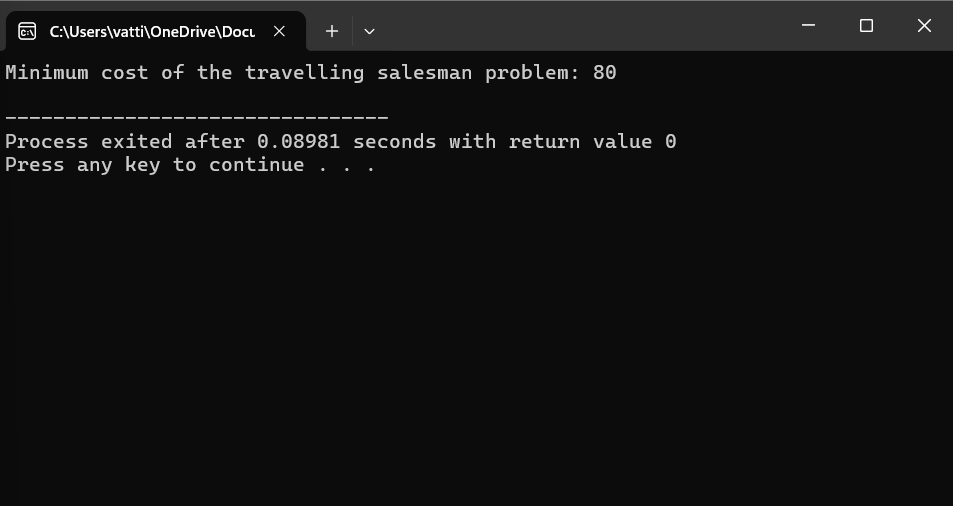 C:\Users\vatti\OneDrive\Docu
Minimum cost of the travelling salesman problem: 80
--------------------------------
Process exited after 0.08981 seconds with return value 0
Press any key to continue . . .